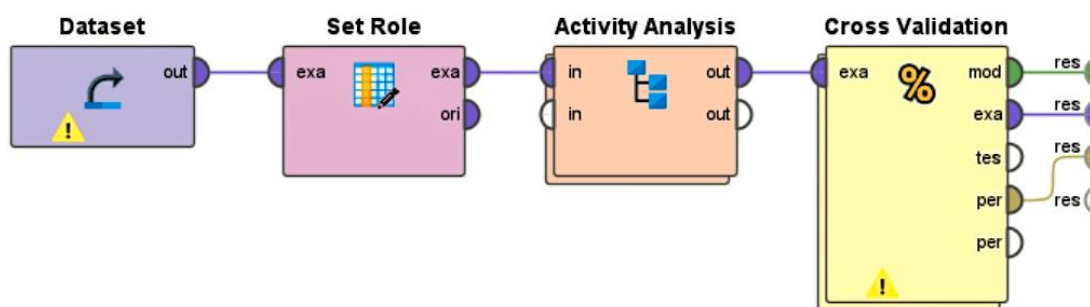 Dataset
Set Role
Activity Analysis
Cross Validation
out
exa
exa
ori
in
out
in
out
exa
mod
exa
tes
per
per
res
res
res
res
%
!
!